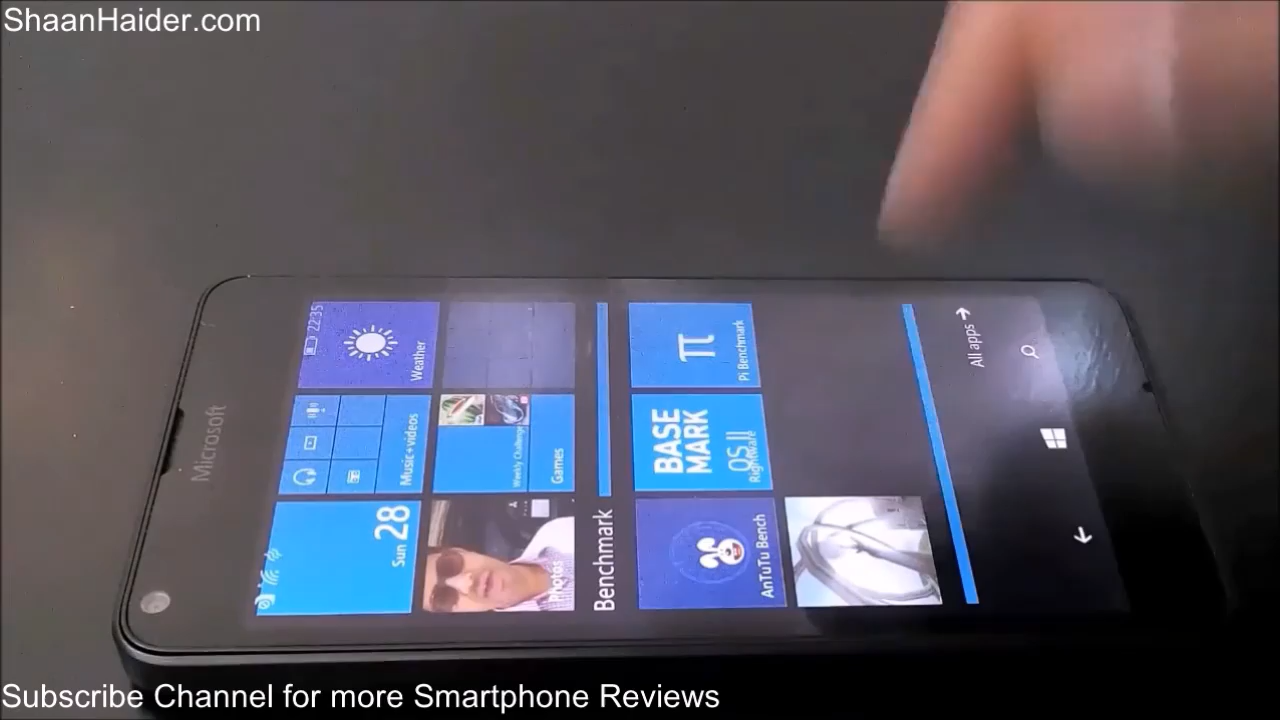 ShaanHaider.com
Microsoft
22:35
Sun 28
Music+videos
Weather
Photos
Weekly Challenge
Games
Benchmark
AnTuTu Bench
BASE
MARK
OS II
Rightware
π
Pi Benchmark
All apps
Subscribe Channel for more Smartphone Reviews